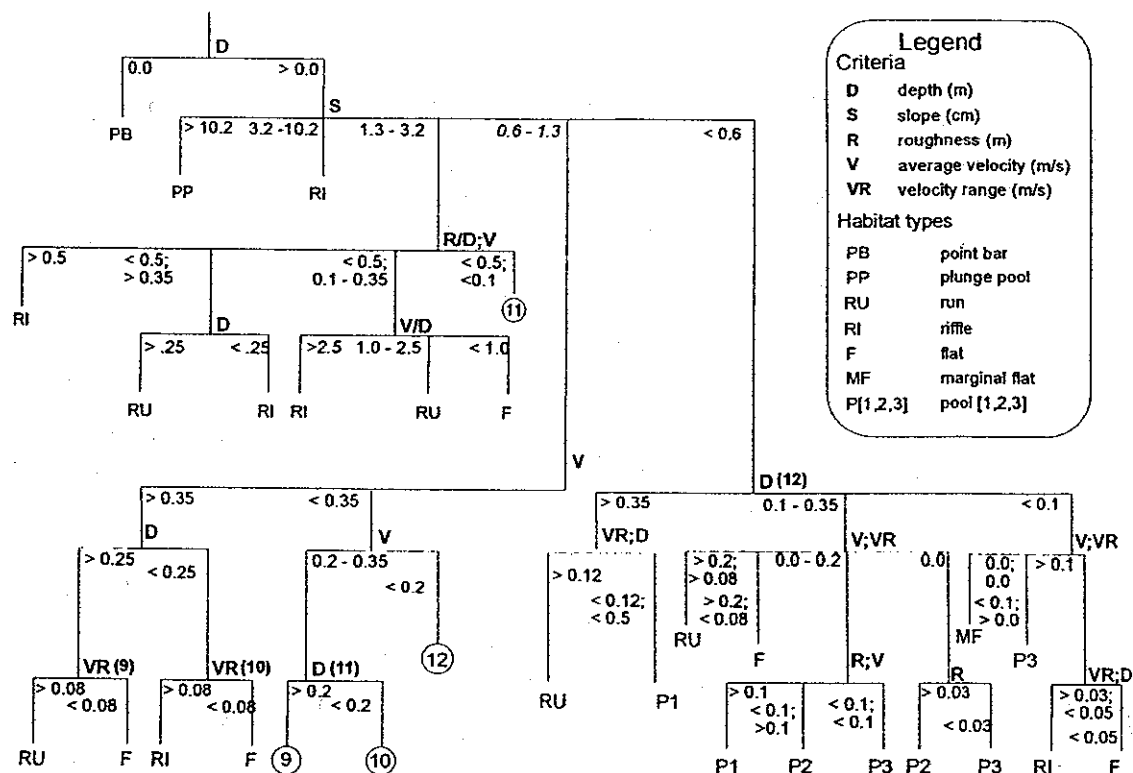 D
0.0 > 0.0
PB
S
> 10.2 3.2 -10.2 1.3 - 3.2 0.6 - 1.3 < 0.6
PP RI
R/D;V
> 0.5 < 0.5; < 0.5; < 0.5;
> 0.35 0.1 - 0.35 <0.1
RI 11
D V/D
> .25 < .25 >2.5 1.0 - 2.5 < 1.0
RU RI RI RU F
Legend
Criteria
D depth (m)
S slope (cm)
R roughness (m)
V average velocity (m/s)
VR velocity range (m/s)
Habitat types
PB point bar
PP plunge pool
RU run
RI riffle
F flat
MF marginal flat
P[1,2,3] pool [1,2,3]
V
> 0.35 < 0.35
D V
> 0.25 < 0.25 0.2 - 0.35 < 0.2
12
VR (9) VR (10) D (11)
> 0.08 < 0.08 > 0.08 < 0.08 > 0.2 < 0.2
RU F RI F 9 10
D (12)
> 0.35 0.1 - 0.35 < 0.1
VR;D V;VR V;VR
> 0.12 < 0.12;
< 0.5
RU P1
> 0.2;
> 0.08
> 0.2;
< 0.08
0.0 - 0.2 0.0
RU F
0.0;
0.0
< 0.1;
> 0.0
> 0.1
MF P3
R;V R VR;D
> 0.1 < 0.1;
>0.1
< 0.1;
< 0.1
> 0.03 < 0.03
> 0.03;
< 0.05
< 0.05
P1 P2 P3 P2 P3 RI F